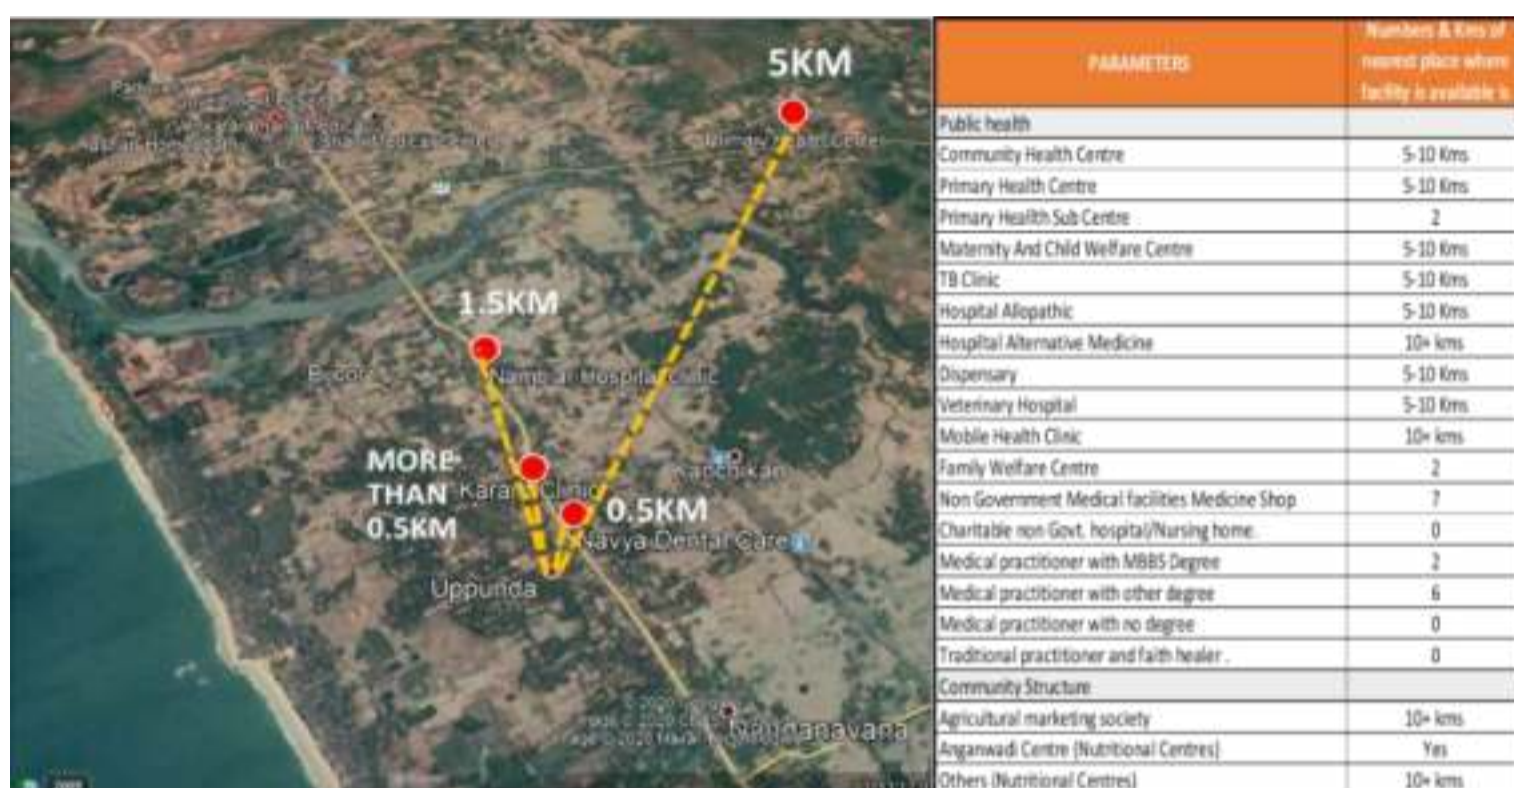 5KM
1.5KM
MORE
THAN
0.5KM
Clinic
0.5KM
Navya Dental Care
Uppunda
PARAMETERS
Numbers & Kms of
nearest place where
facility is available is
Public health
Community Health Centre 5-10 Kms
Primary Health Centre 5-10 Kms
Primary Heallth Sub Centre 2
Maternity And Child Welfare Centre 5-10 Kms
TB Clinic 5-10 Kms
Hospital Allopathic 5-10 Kms
Hospiltal Alternative Medicine 10+ kms
Dispensary 5-10 Kms
Veterinary Hospital 5-10 Kms
Mobile Health Clinic 10+ kms
Family Welfare Centre 2
Non Government Medical facilities Medicine Shop 7
Charitable non Govt. hospital/Nursing home. 0
Medical practitioner with MBBS Degree 2
Medical practitioner with other degree 6
Medical practitioner with no degree 0
Traditional practitioner and faith healer . 0
Community Structure
Agricultural marketing society 10+ kms
Anganwadi Centre (Nutritional Centres) Yes
Others (Nutritional Centres) 10+ kms